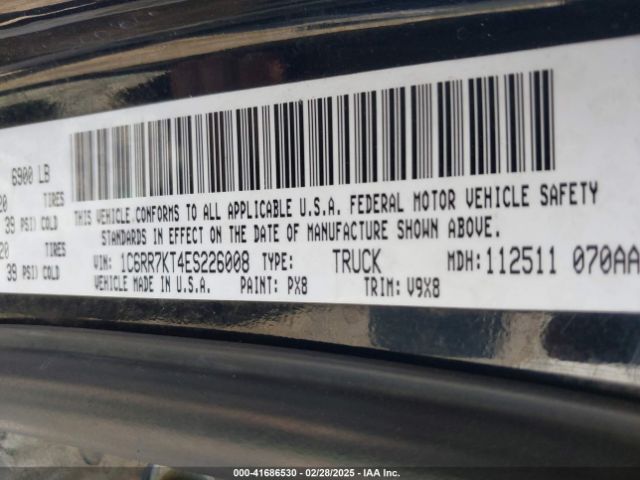 6900 LB
20 TIRES
39 PSI/COLD
20 TIRES
39 PSI/COLD
THIS VEHICLE CONFORMS TO ALL APPLICABLE U.S.A. FEDERAL MOTOR VEHICLE SAFETY
STANDARDS IN EFFECT ON THE DATE OF MANUFACTURE SHOWN ABOVE.
VIN: 1C6RR7KT4ES226008 TYPE: TRUCK MDH: 112511 070AA
VEHICLE MADE IN U.S.A. PAINT: PX8 TRIM: V9X8
000-41686530 - 02/28/2025 - IAA Inc.